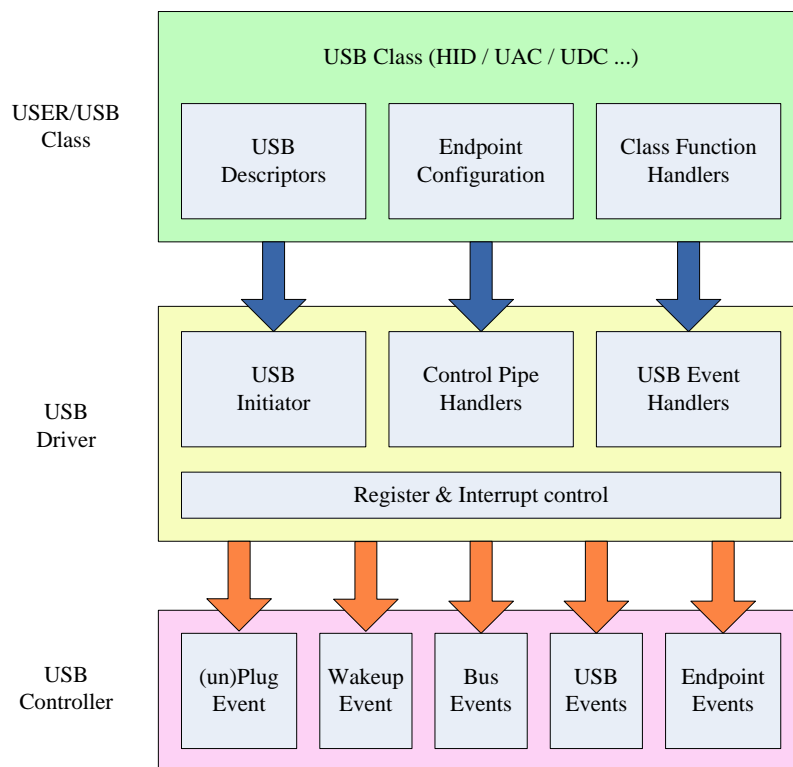 USB Class (HID / UAC / UDC ...)
USER/USB
Class
USB
Descriptors
Endpoint
Configuration
Class Function
Handlers
USB
Driver
USB
Initiator
Control Pipe
Handlers
USB Event
Handlers
Register & Interrupt control
USB
Controller
(un)Plug
Event
Wakeup
Event
Bus
Events
USB
Events
Endpoint
Events